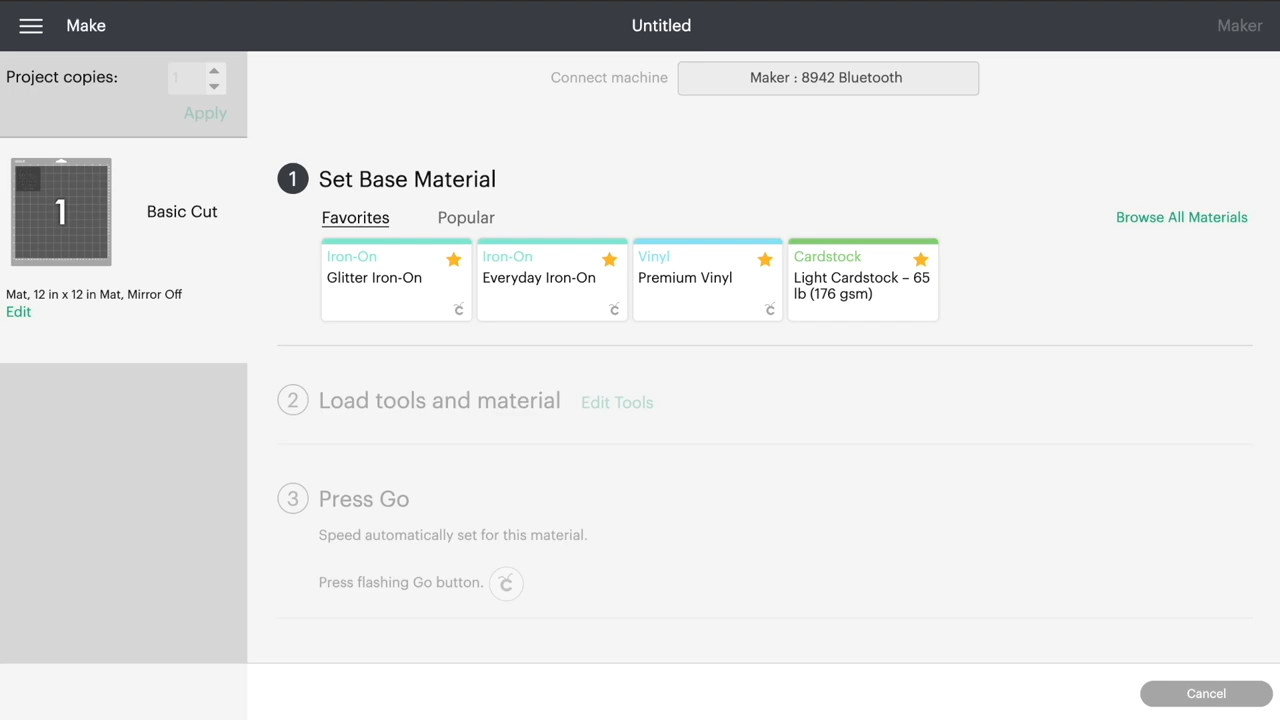 Make
Untitled
Maker
Project copies:
1
Apply
Connect machine
Maker : 8942 Bluetooth
1
Basic Cut
Mat, 12 in x 12 in Mat, Mirror Off
Edit
1 Set Base Material
Favorites
Popular
Browse All Materials
Iron-On
Glitter Iron-On
Iron-On
Everyday Iron-On
Vinyl
Premium Vinyl
Cardstock
Light Cardstock – 65
lb (176 gsm)
2 Load tools and material Edit Tools
3 Press Go
Speed automatically set for this material.
Press flashing Go button.
Cancel